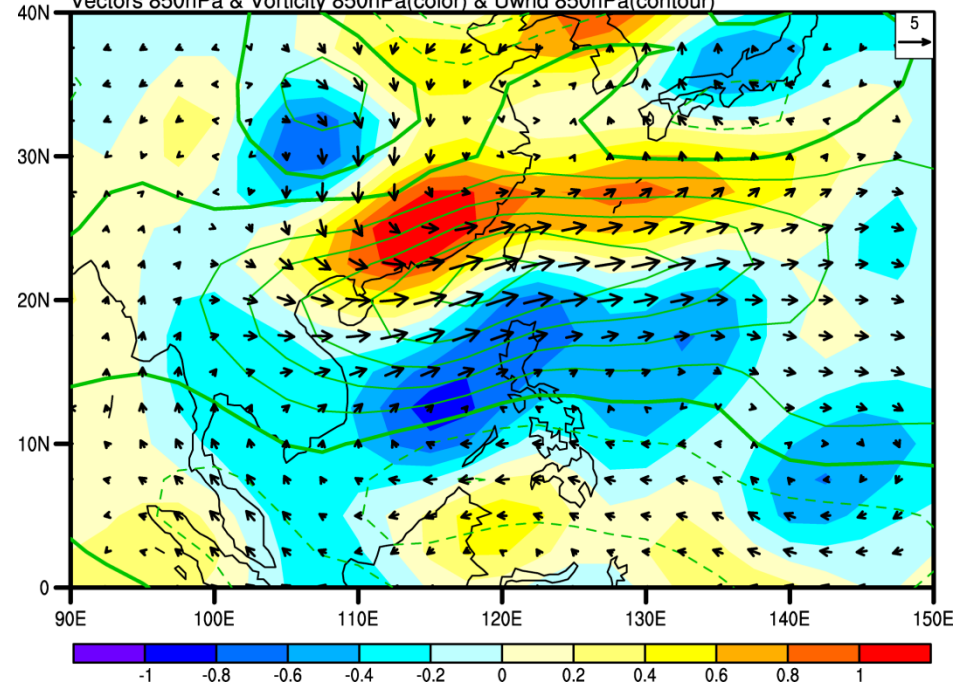 Vectors 850hPa & Vorticity 850hPa(color) & Uwnd 850hPa(contour)
5
40N
30N
20N
10N
0
90E 100E 110E 120E 130E 140E 150E
-1 -0.8 -0.6 -0.4 -0.2 0 0.2 0.4 0.6 0.8 1